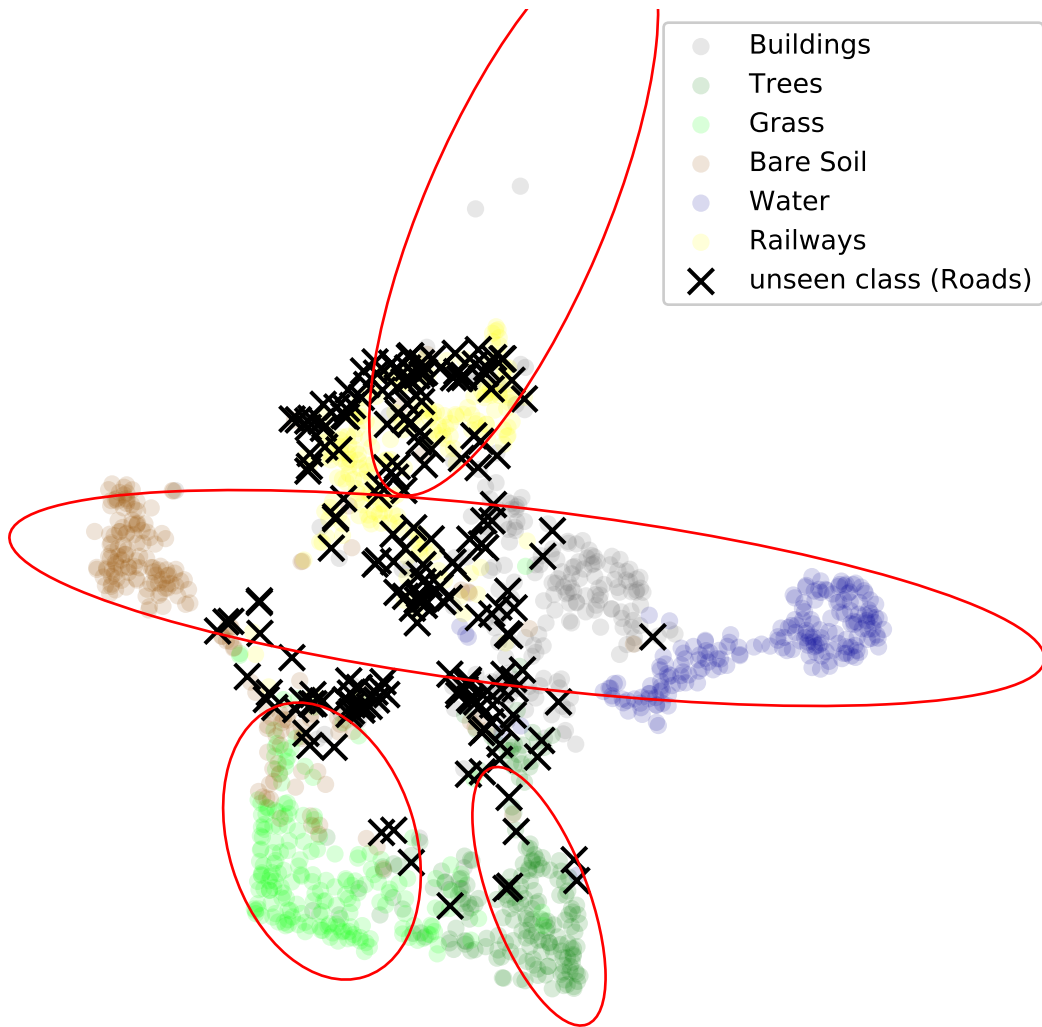 Buildings
Trees
Grass
Bare Soil
Water
Railways
unseen class (Roads)